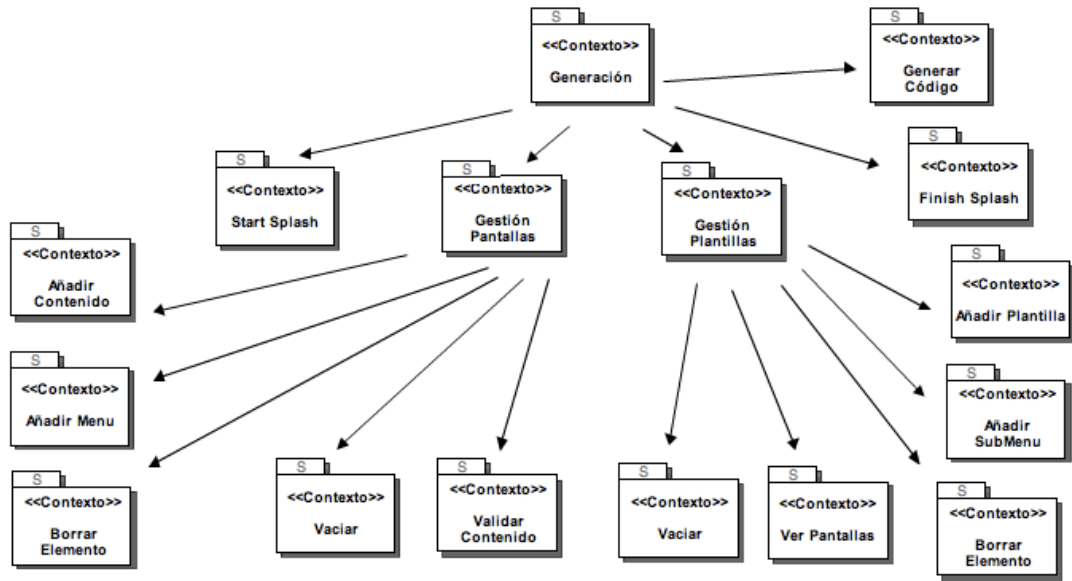 S
<<Contexto>>
Generación
S
<<Contexto>>
Generar
Código
S
<<Contexto>>
Start Splash
S
<<Contexto>>
Gestión
Pantallas
S
<<Contexto>>
Gestión
Plantillas
S
<<Contexto>>
Finish Splash
S
<<Contexto>>
Añadir
Contenido
S
<<Contexto>>
Añadir Plantilla
S
<<Contexto>>
Añadir Menu
S
<<Contexto>>
Añadir
SubMenu
S
<<Contexto>>
Borrar
Elemento
S
<<Contexto>>
Vaciar
S
<<Contexto>>
Validar
Contenido
S
<<Contexto>>
Vaciar
S
<<Contexto>>
Ver Pantallas
S
<<Contexto>>
Borrar
Elemento